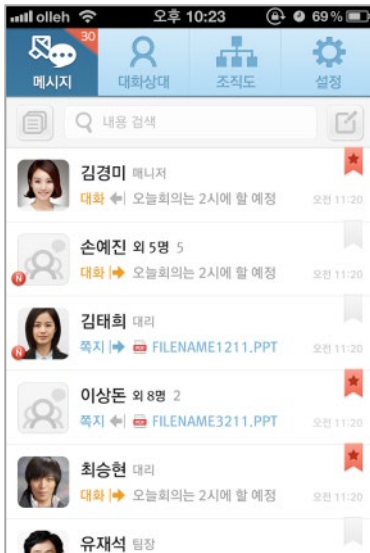 olleh 오후 10:23 69%
30
메시지 대화상대 조직도 설정
내용 검색
김경미 매니저
대화 오늘회의는 2시에 할 예정 오전 11:20
손예진 외 5명 5
N 대화 오늘회의는 2시에 할 예정 오전 11:20
김태희 대리
N 쪽지 PDF FILENAME1211.PPT 오전 11:20
이상돈 외 8명 2
쪽지 PDF FILENAME3211.PPT 오전 11:20
최승현 대리
대화 오늘회의는 2시에 할 예정 오전 11:20
유재석 팀장